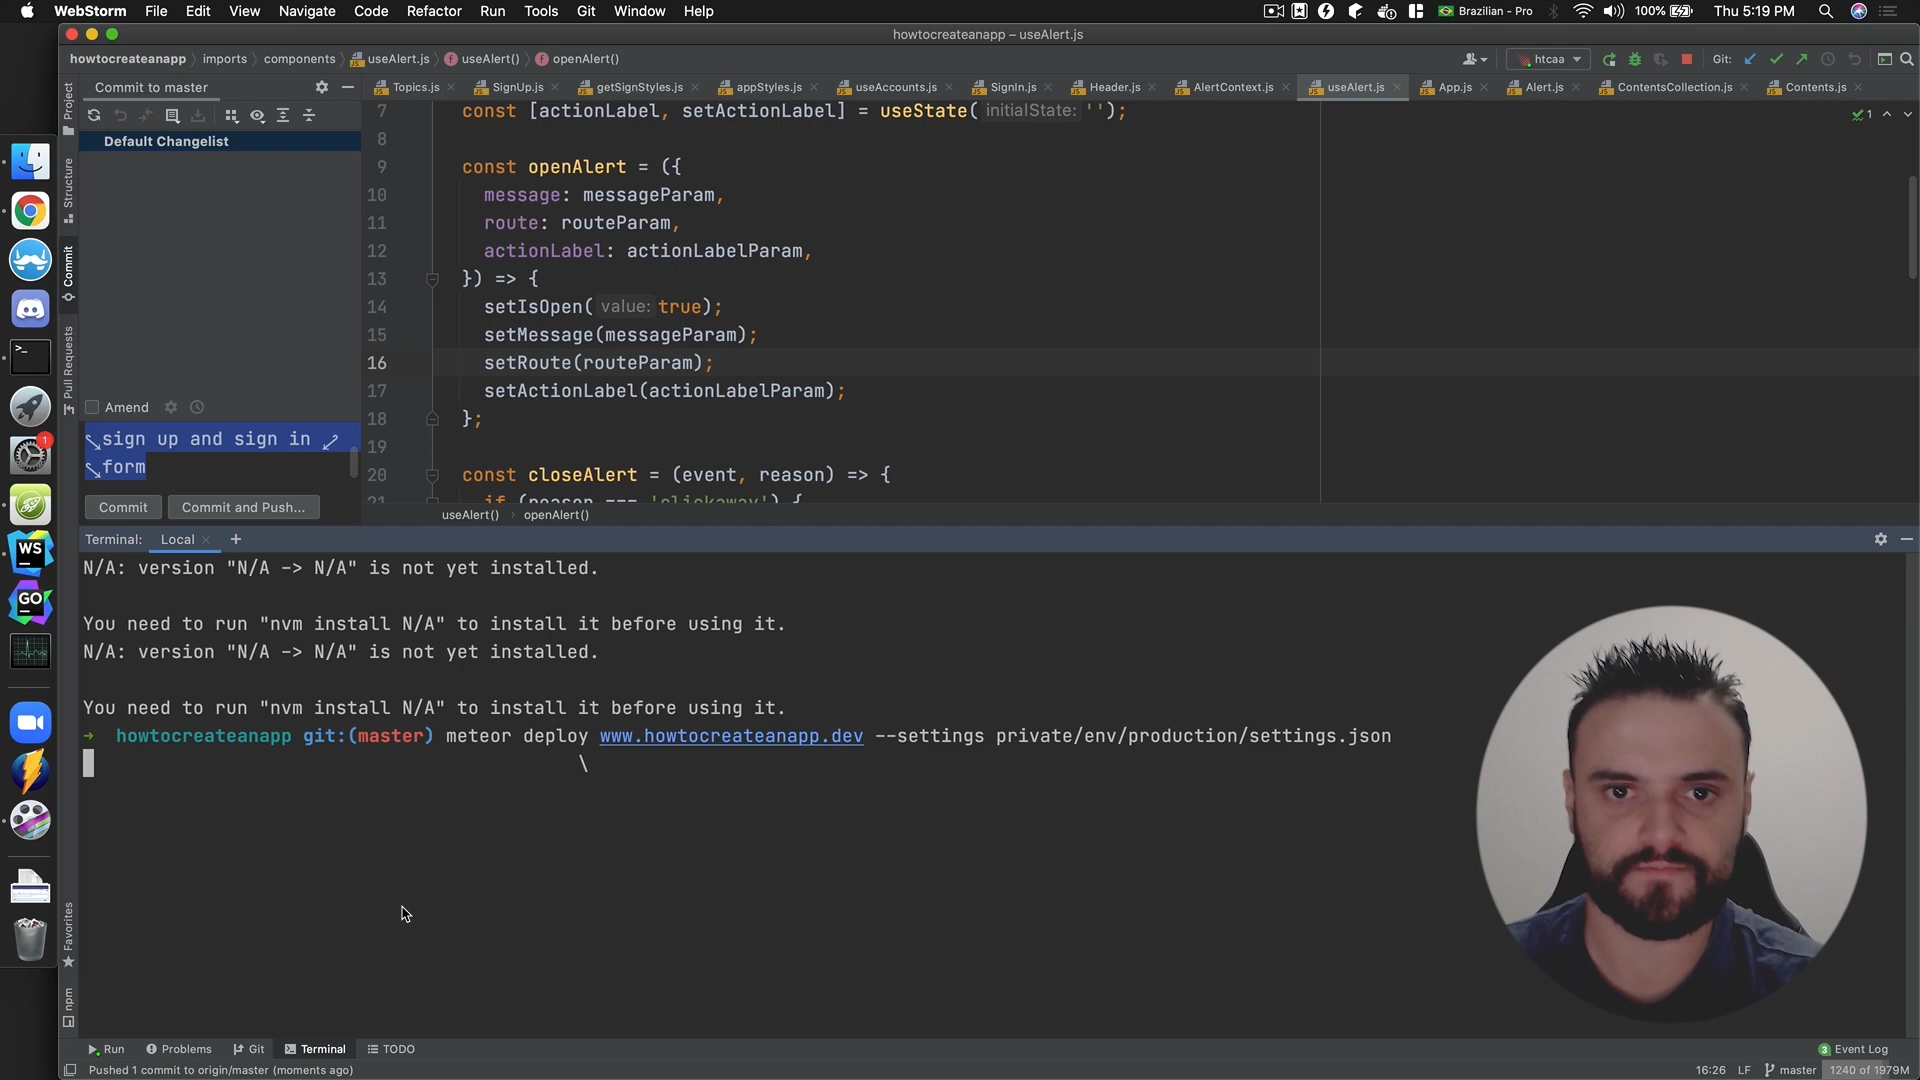 WebStorm File Edit View Navigate Code Refactor Run Tools Git Window Help
Brazilian - Pro 100% Thu 5:19 PM
howtocreateanapp – useAlert.js
howtocreateanapp imports components useAlert.js useAlert() openAlert()
htcaa Git:
Commit to master
Topics.js SignUp.js getSignStyles.js appStyles.js useAccounts.js SignIn.js Header.js AlertContext.js useAlert.js App.js Alert.js ContentsCollection.js Contents.js
Project
Structure
Commit
Pull Requests
Favorites
npm
Default Changelist
Amend
sign up and sign in
form
Commit Commit and Push...
7 const [actionLabel, setActionLabel] = useState( initialState: '');
1
8
9 const openAlert = ({
10 message: messageParam,
11 route: routeParam,
12 actionLabel: actionLabelParam,
13 }) => {
14 setIsOpen( value: true);
15 setMessage(messageParam);
16 setRoute(routeParam);
17 setActionLabel(actionLabelParam);
18 };
19
20 const closeAlert = (event, reason) => {
21 if (reason === 'clickaway') {
useAlert() openAlert()
Terminal: Local +
N/A: version "N/A -> N/A" is not yet installed.
You need to run "nvm install N/A" to install it before using it.
N/A: version "N/A -> N/A" is not yet installed.
You need to run "nvm install N/A" to install it before using it.
→ howtocreateanapp git:(master) meteor deploy www.howtocreateanapp.dev --settings private/env/production/settings.json
\
1
WS
GO
Run Problems Git Terminal TODO
3 Event Log
Pushed 1 commit to origin/master (moments ago)
16:26 LF master 1240 of 1979M